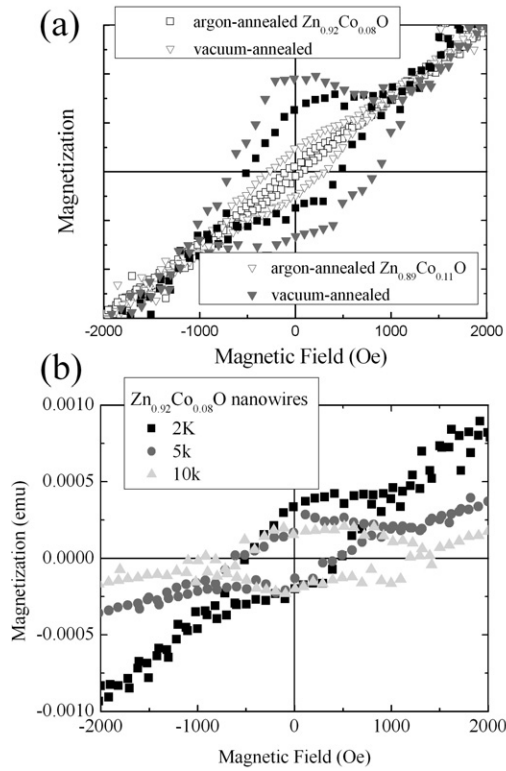 (a)
argon-annealed Zn0.92Co0.08O
vacuum-annealed
Magnetization
argon-annealed Zn0.89Co0.11O
vacuum-annealed
-2000 -1000 0 1000 2000
Magnetic Field (Oe)
(b)
Zn0.92Co0.08O nanowires
2K
5k
10k
0.0010
0.0005
0.0000
-0.0005
-0.0010
Magnetization (emu)
-2000 -1000 0 1000 2000
Magnetic Field (Oe)